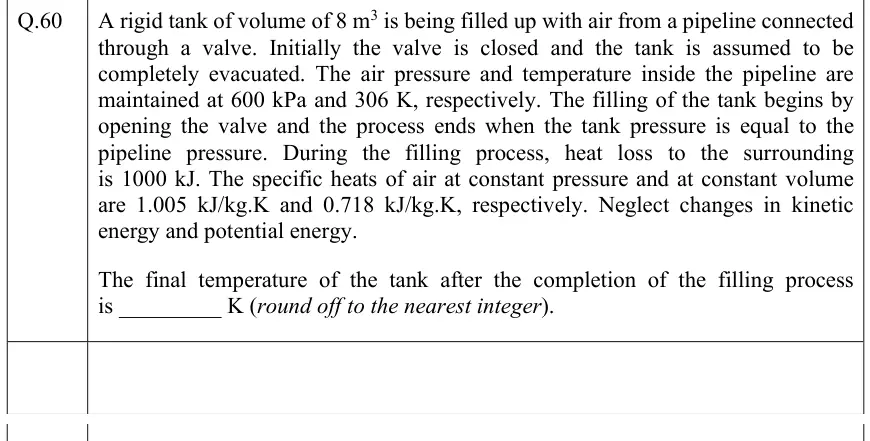 Q.60 A rigid tank of volume of 8 m³ is being filled up with air from a pipeline connected
through a valve. Initially the valve is closed and the tank is assumed to be
completely evacuated. The air pressure and temperature inside the pipeline are
maintained at 600 kPa and 306 K, respectively. The filling of the tank begins by
opening the valve and the process ends when the tank pressure is equal to the
pipeline pressure. During the filling process, heat loss to the surrounding
is 1000 kJ. The specific heats of air at constant pressure and at constant volume
are 1.005 kJ/kg.K and 0.718 kJ/kg.K, respectively. Neglect changes in kinetic
energy and potential energy.
The final temperature of the tank after the completion of the filling process
is _________ K (round off to the nearest integer).